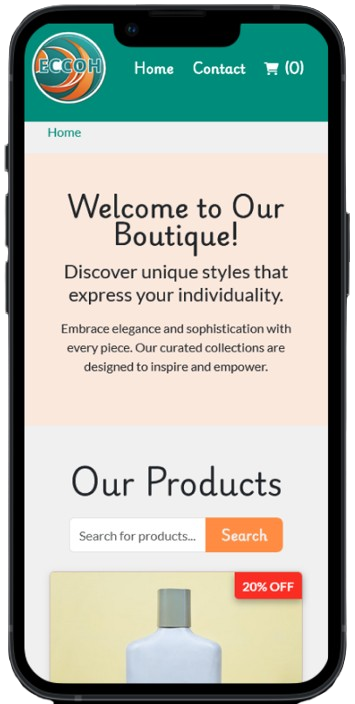 ECCOH
Home
Contact
(0)
Home
Welcome to Our
Boutique!
Discover unique styles that
express your individuality.
Embrace elegance and sophistication with
every piece. Our curated collections are
designed to inspire and empower.
Our Products
Search for products...
Search
20% OFF